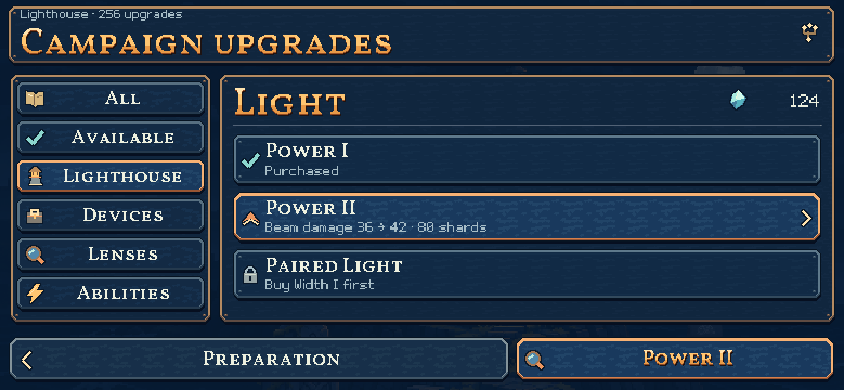 Lighthouse · 256 upgrades
Campaign upgrades
All
Available
Lighthouse
Devices
Lenses
Abilities
Light
124
Power I
Purchased
Power II
Beam damage 36 → 42 · 80 shards
Paired Light
Buy Width I first
Preparation
Power II